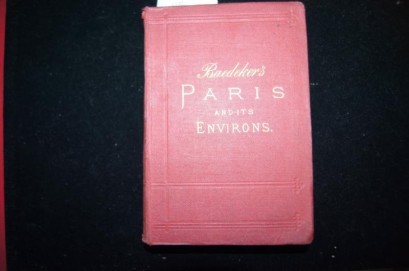 Baedeker's
PARIS
AND ITS
ENVIRONS.